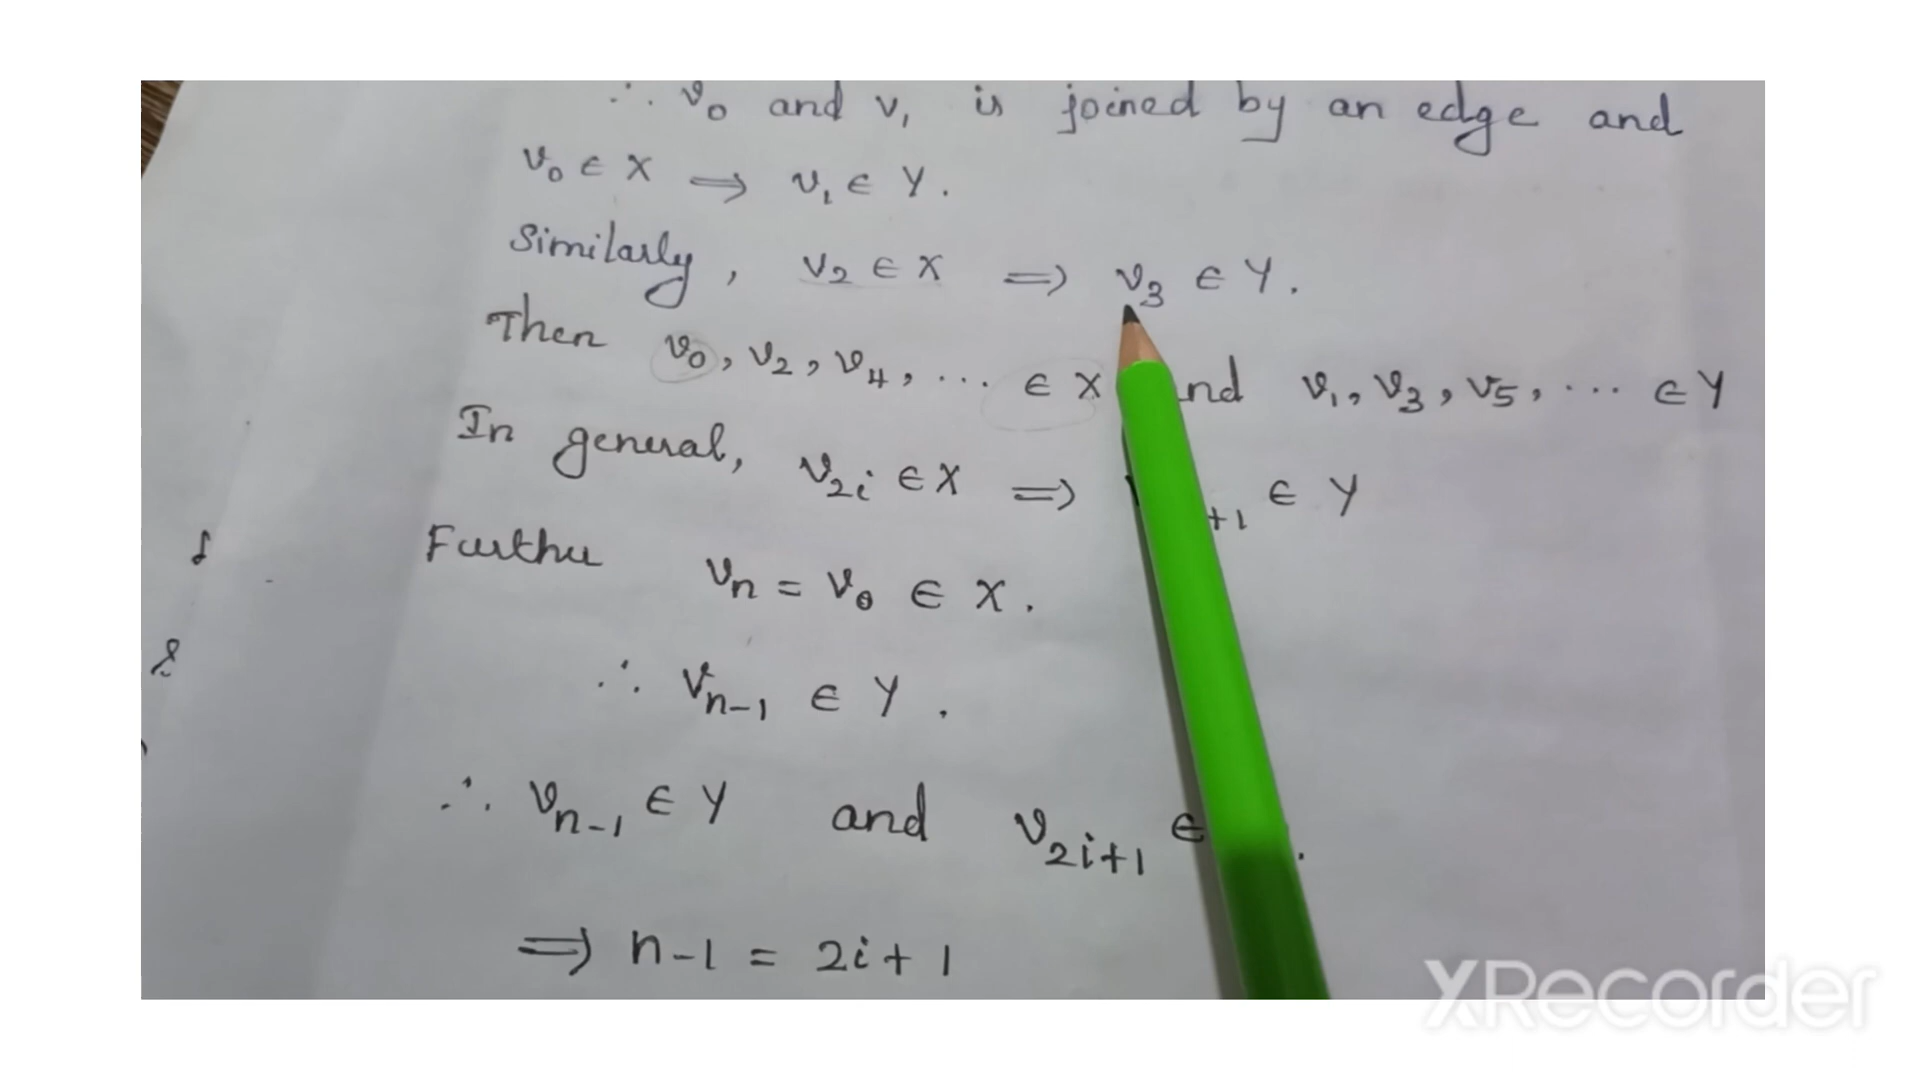 ∴ v₀ and v₁ is joined by an edge and
v₀ ∈ X ⟹ v₁ ∈ Y.
Similarly, v₂ ∈ X ⟹ v₃ ∈ Y.
Then v₀, v₂, v₄, ... ∈ X nd v₁, v₃, v₅, ... ∈ Y
In general, v₂ᵢ ∈ X ⟹ +1 ∈ Y
Further vₙ = v₀ ∈ X.
∴ vₙ₋₁ ∈ Y.
∴ vₙ₋₁ ∈ Y and v₂ᵢ₊₁ ∈ .
⟹ n-1 = 2i+1
XRecorder